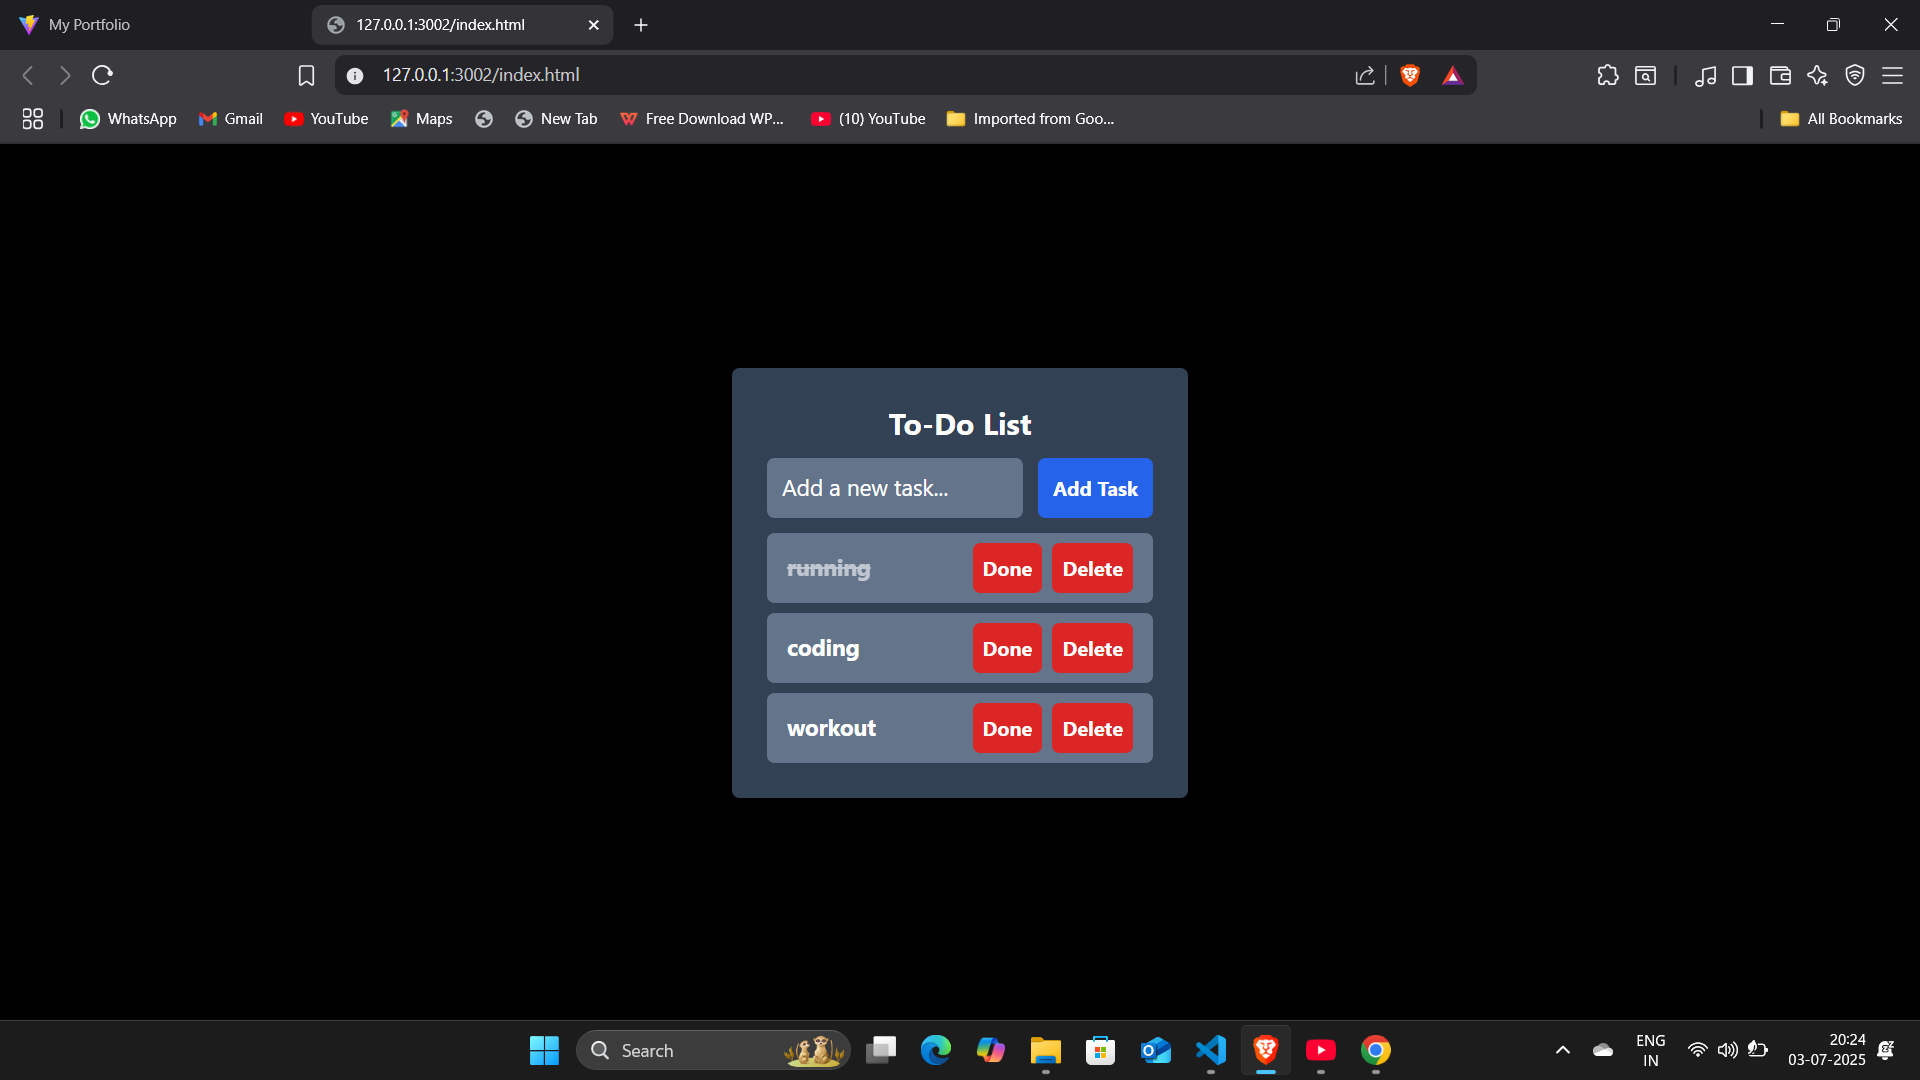 My Portfolio
127.0.0.1:3002/index.html
127.0.0.1:3002/index.html
WhatsApp
Gmail
YouTube
Maps
New Tab
Free Download WP...
(10) YouTube
Imported from Goo...
All Bookmarks
To-Do List
Add a new task...
Add Task
running
Done
Delete
coding
Done
Delete
workout
Done
Delete
Search
ENG
IN
20:24
03-07-2025